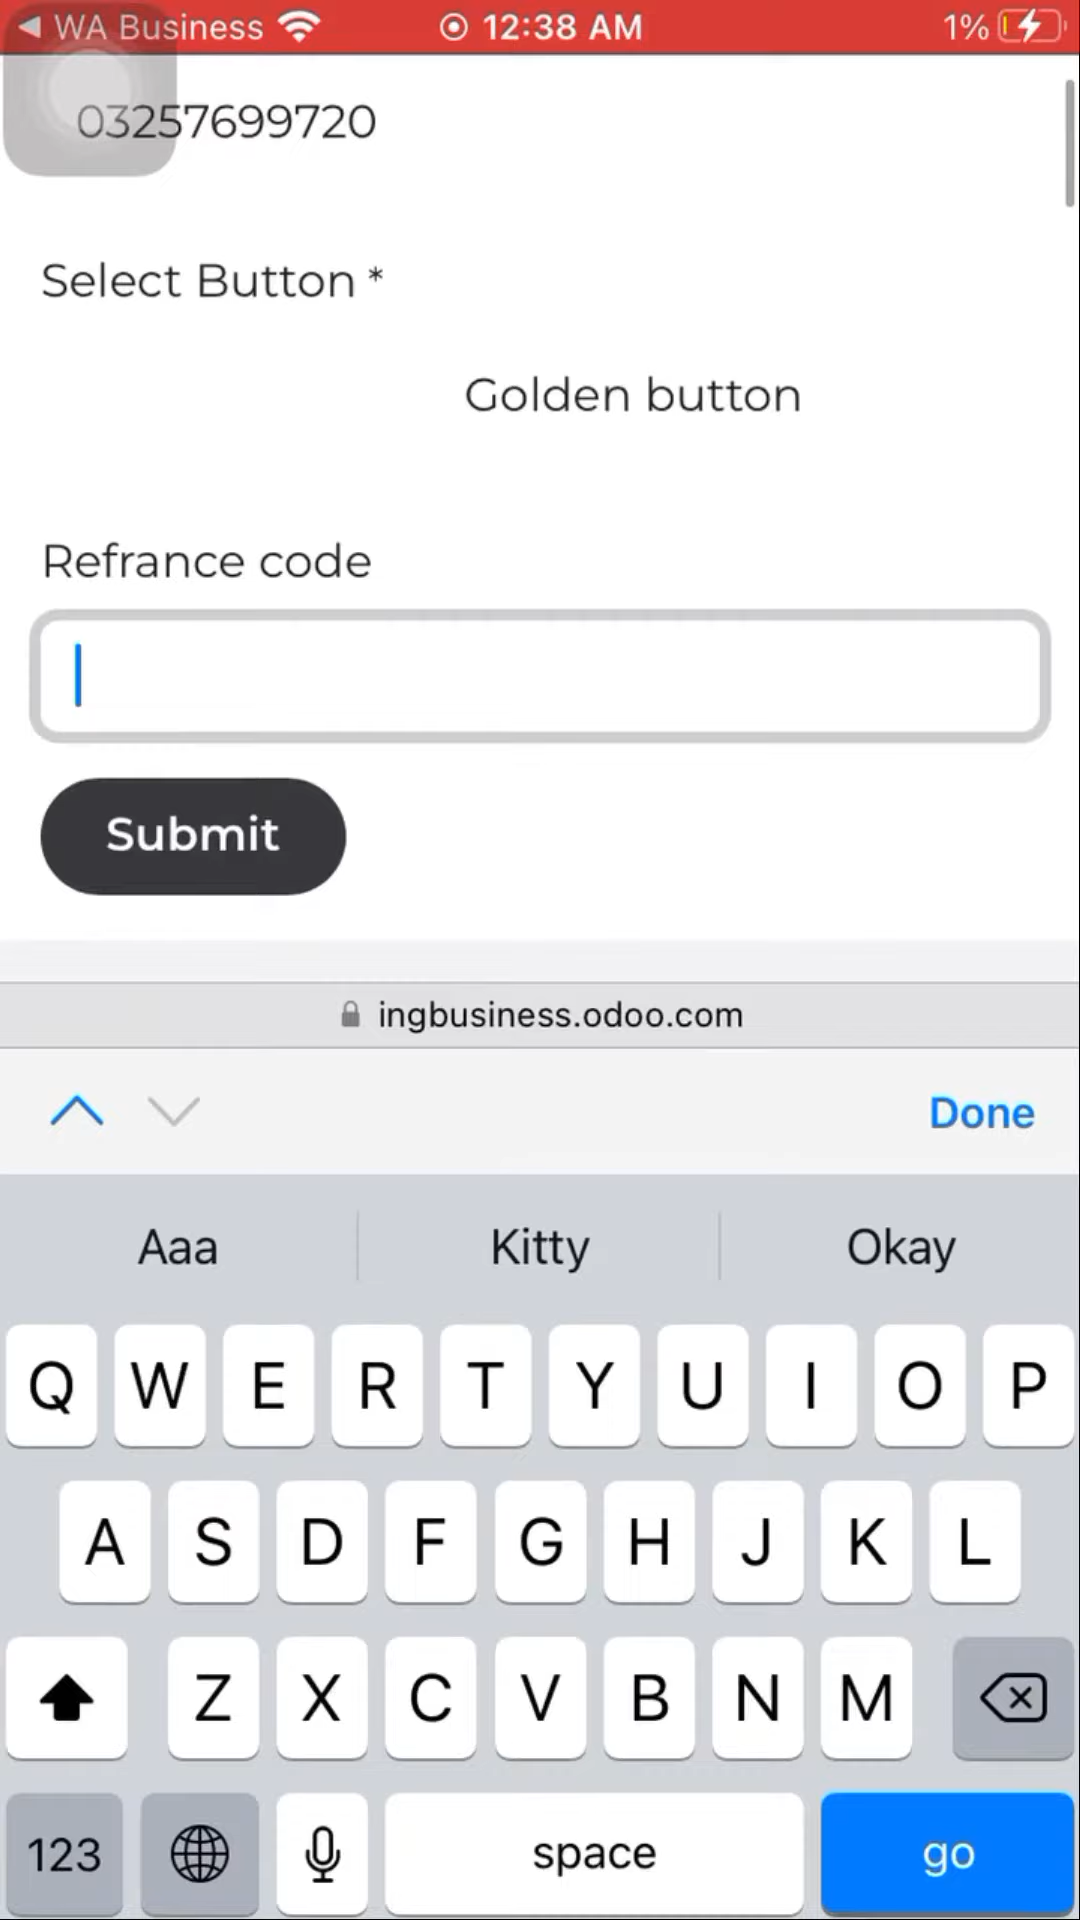 WA Business 12:38 AM 1%
03257699720
Select Button *
Golden button
Refrance code
Submit
ingbusiness.odoo.com
Done
Aaa Kitty Okay
Q W E R T Y U I O P
A S D F G H J K L
Z X C V B N M
123 space go